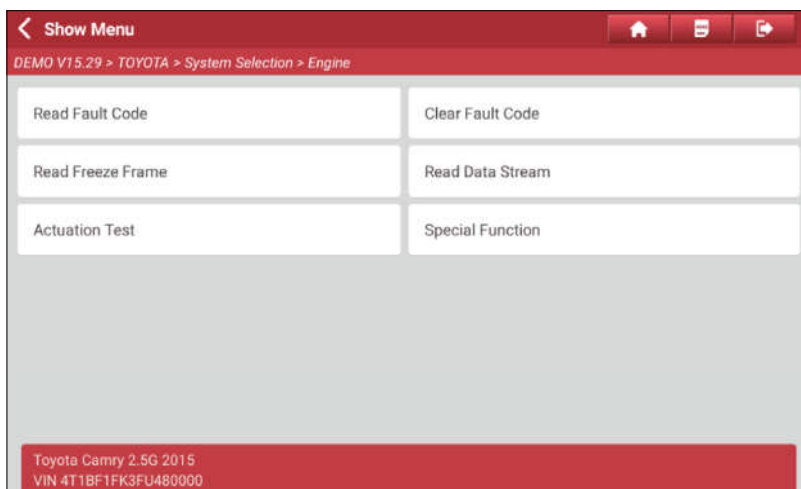 Show Menu
DEMO V15.29 > TOYOTA > System Selection > Engine
Read Fault Code
Clear Fault Code
Read Freeze Frame
Read Data Stream
Actuation Test
Special Function
Toyota Camry 2.5G 2015
VIN 4T1BF1FK3FU480000